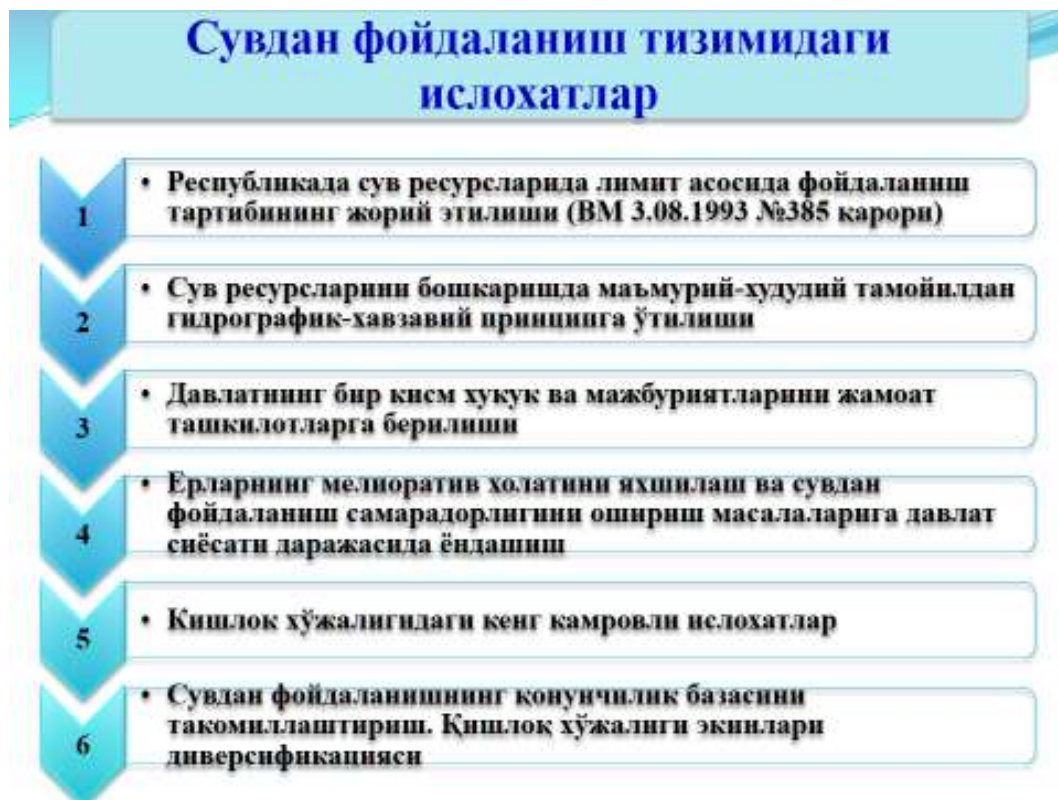 Сувдан фойдаланиш тизимидаги
ислохатлар
1
• Республикада сув ресурсларида лимит асосида фойдаланиш
тартибининг жорий этилиши (ВМ 3.08.1993 №385 карори)
2
• Сув ресурсларини бошкаришда маъмурий-худудий тамойилдан
гидрографик-хавзавий принципга ўтилиши
3
• Давлатнинг бир кисм хукук ва мажбуриятларини жамоат
ташкилотларга берилиши
4
• Ерларнинг мелиоратив холатини яхшилаш ва сувдан
фойдаланиш самарадорлигини ошириш масалаларига давлат
сиёсати даражасида ёндашиш
5
• Кишлок хўжалигидаги кенг камровли ислохатлар
6
• Сувдан фойдаланишнинг қонунчилик базасини
такомиллаштириш. Қишлоқ хўжалиги экинлари
диверсификацияси